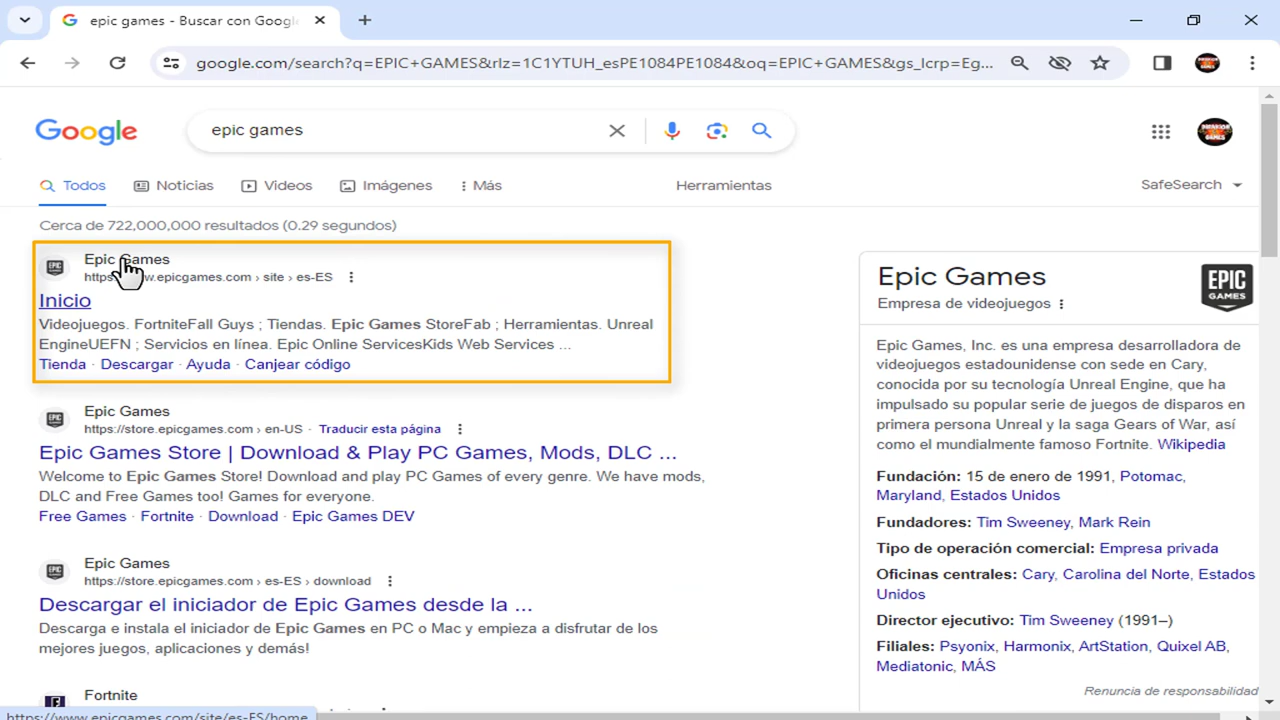 epic games - Buscar con Google
google.com/search?q=EPIC+GAMES&rlz=1C1YTUH_esPE1084PE1084&oq=EPIC+GAMES&gs_lcrp=Eg...
Google
epic games
Todos
Noticias
Videos
Imágenes
Más
Herramientas
SafeSearch
Cerca de 722,000,000 resultados (0.29 segundos)
Epic Games
epicgames.com › site › es-ES
Inicio
Videojuegos. FortniteFall Guys ; Tiendas. Epic Games StoreFab ; Herramientas. Unreal
EngineUEFN ; Servicios en línea. Epic Online ServicesKids Web Services ...
Tienda · Descargar · Ayuda · Canjear código
Epic Games
https://store.epicgames.com › en-US · Traducir esta página
Epic Games Store | Download & Play PC Games, Mods, DLC ...
Welcome to Epic Games Store! Download and play PC Games of every genre. We have mods,
DLC and Free Games too! Games for everyone.
Free Games · Fortnite · Download · Epic Games DEV
Epic Games
https://store.epicgames.com › es-ES › download
Descargar el iniciador de Epic Games desde la ...
Descarga e instala el iniciador de Epic Games en PC o Mac y empieza a disfrutar de los
mejores juegos, aplicaciones y demás!
Fortnite
https://www.epicgames.com/site/es-ES/home
Epic Games
Empresa de videojuegos
EPIC
GAMES
Epic Games, Inc. es una empresa desarrolladora de
videojuegos estadounidense con sede en Cary,
conocida por su tecnología Unreal Engine, que ha
impulsado su popular serie de juegos de disparos en
primera persona Unreal y la saga Gears of War, así
como el mundialmente famoso Fortnite. Wikipedia
Fundación: 15 de enero de 1991, Potomac,
Maryland, Estados Unidos
Fundadores: Tim Sweeney, Mark Rein
Tipo de operación comercial: Empresa privada
Oficinas centrales: Cary, Carolina del Norte, Estados
Unidos
Director ejecutivo: Tim Sweeney (1991–)
Filiales: Psyonix, Harmonix, ArtStation, Quixel AB,
Mediatonic, MÁS
Renuncia de responsabilidad